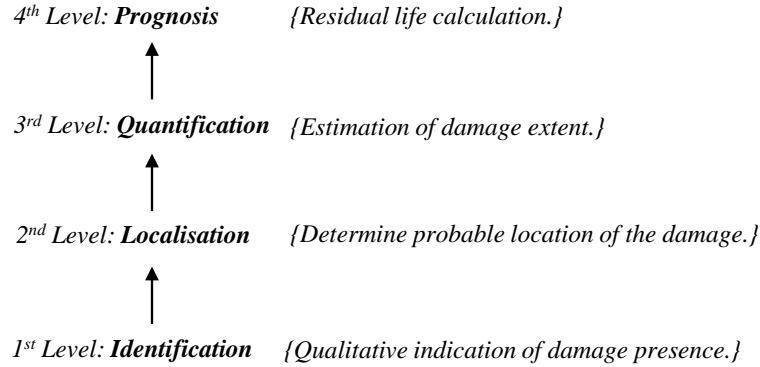 4th Level: Prognosis {Residual life calculation.}
3rd Level: Quantification {Estimation of damage extent.}
2nd Level: Localisation {Determine probable location of the damage.}
1st Level: Identification {Qualitative indication of damage presence.}